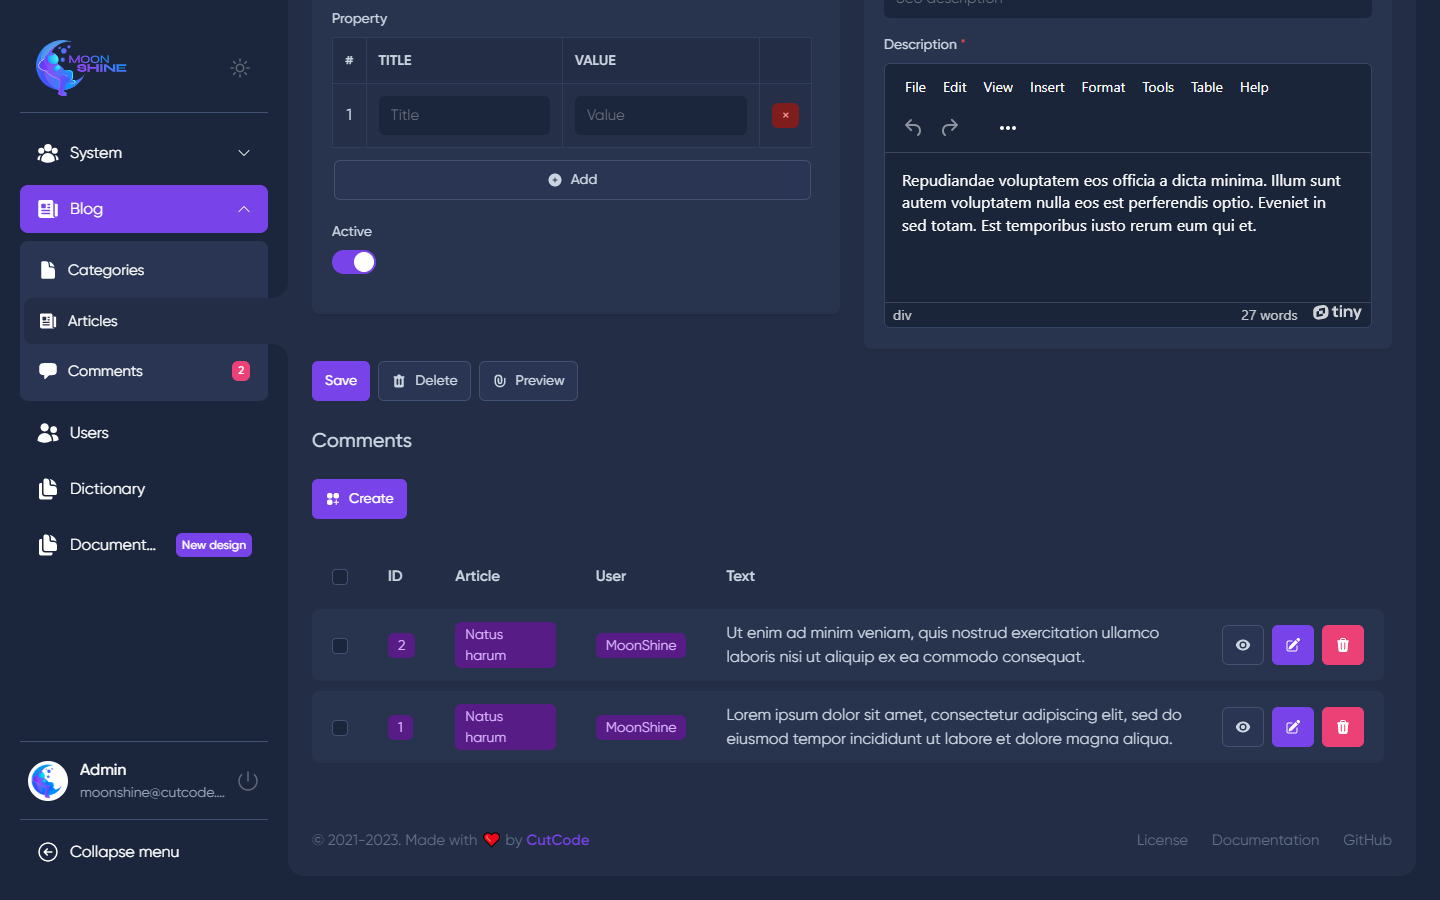 MOON
SHINE
System
Blog
Categories
Articles
Comments
2
Users
Dictionary
Document...
New design
Admin
moonshine@cutcode....
Collapse menu
Property
# TITLE VALUE
1 Title Value ×
Add
Active
Seo description
Description *
File Edit View Insert Format Tools Table Help
Repudiandae voluptatem eos officia a dicta minima. Illum sunt
autem voluptatem nulla eos est perferendis optio. Eveniet in
sed totam. Est temporibus iusto rerum eum qui et.
div 27 words tiny
Save Delete Preview
Comments
Create
ID Article User Text
2 Natus
harum
MoonShine
Ut enim ad minim veniam, quis nostrud exercitation ullamco
laboris nisi ut aliquip ex ea commodo consequat.
1 Natus
harum
MoonShine
Lorem ipsum dolor sit amet, consectetur adipiscing elit, sed do
eiusmod tempor incididunt ut labore et dolore magna aliqua.
© 2021-2023. Made with ❤️ by CutCode
License Documentation GitHub